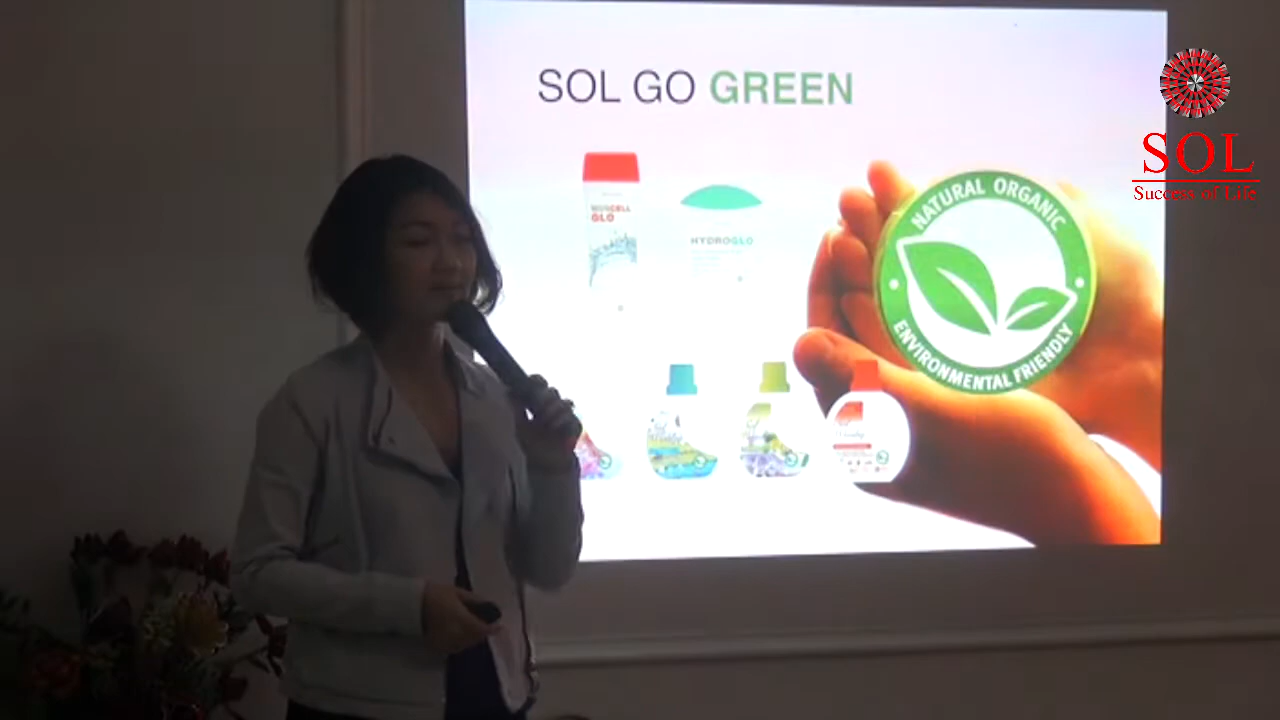 SOL GO GREEN
SOL
Success of Life
GLO
HYDROGLO
NATURAL ORGANIC
ENVIRONMENTAL FRIENDLY